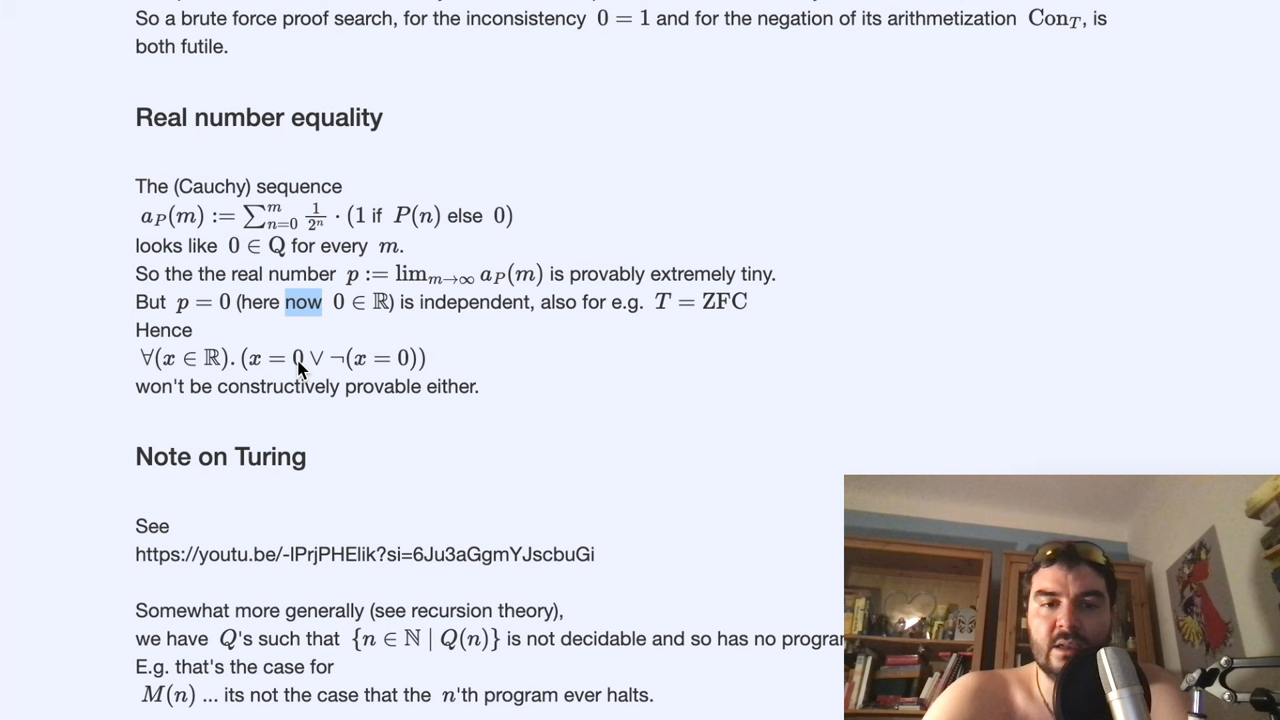 So a brute force proof search, for the inconsistency 0 = 1 and for the negation of its arithmetization Con_T, is
both futile.
Real number equality
The (Cauchy) sequence
a_P(m) := ∑_{n=0}^{m} 1/2^n · (1 if P(n) else 0)
looks like 0 ∈ Q for every m.
So the the real number p := lim_{m→∞} a_P(m) is provably extremely tiny.
But p = 0 (here now 0 ∈ ℝ) is independent, also for e.g. T = ZFC
Hence
∀(x ∈ ℝ). (x = 0 ∨ ¬(x = 0))
won't be constructively provable either.
Note on Turing
See
https://youtu.be/-lPrjPHElik?si=6Ju3aGgmYJscbuGi
Somewhat more generally (see recursion theory),
we have Q's such that {n ∈ ℕ | Q(n)} is not decidable and so has no
E.g. that's the case for
M(n) ... its not the case that the n'th program ever halts.